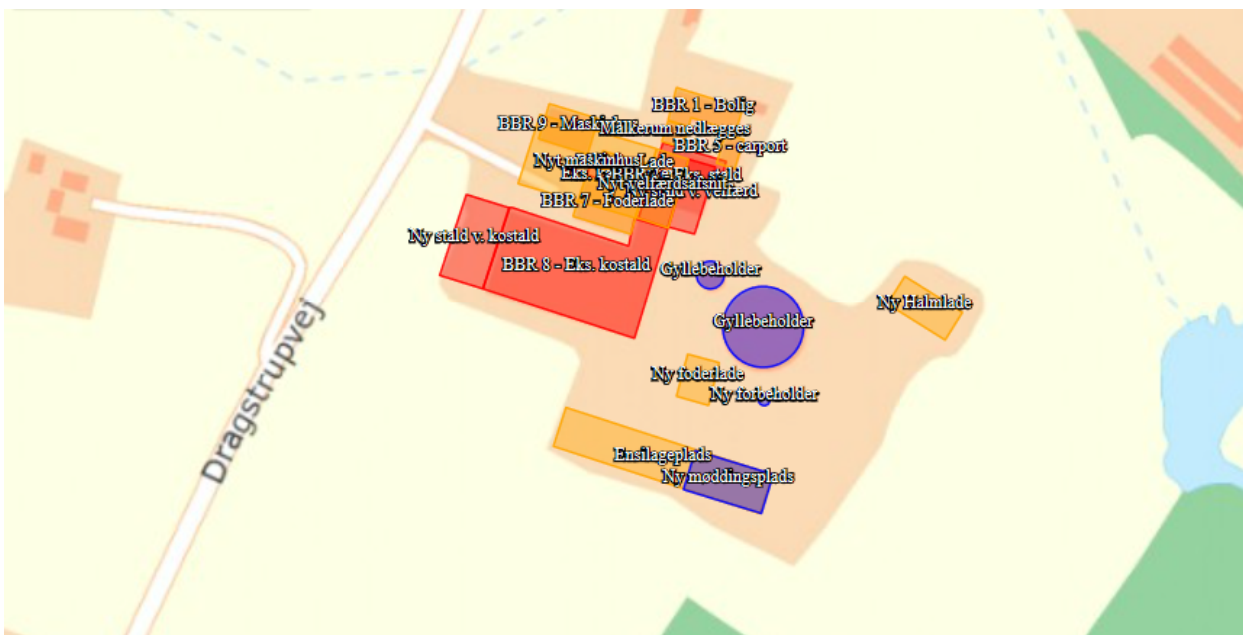 BBR 1 - Bolig
BBR 9 - Maskinhus
Malkerum nedlægges
BBR 5 - carport
Nyt maskinhus
Lade
Eks. stald
Nyt velfærdsafsnit
v. velfærd
BBR 7 - Foderlade
Ny stald v. kostald
BBR 8 - Eks. kostald
Gyllebeholder
Gyllebeholder
Ny Halmlade
Ny foderlade
Ny forbeholder
Ensilageplads
Ny møddingsplads
Dragstrupvej